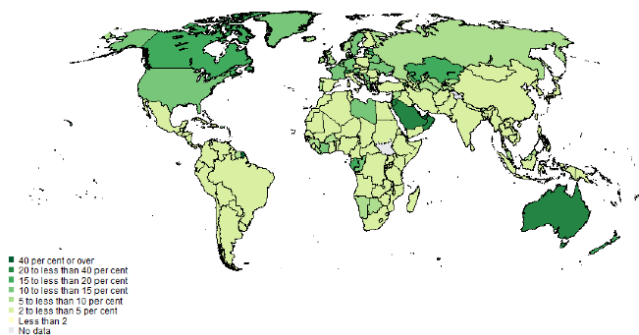 40 per cent or over
20 to less than 40 per cent
15 to less than 20 per cent
10 to less than 15 per cent
5 to less than 10 per cent
2 to less than 5 per cent
Less than 2
No data